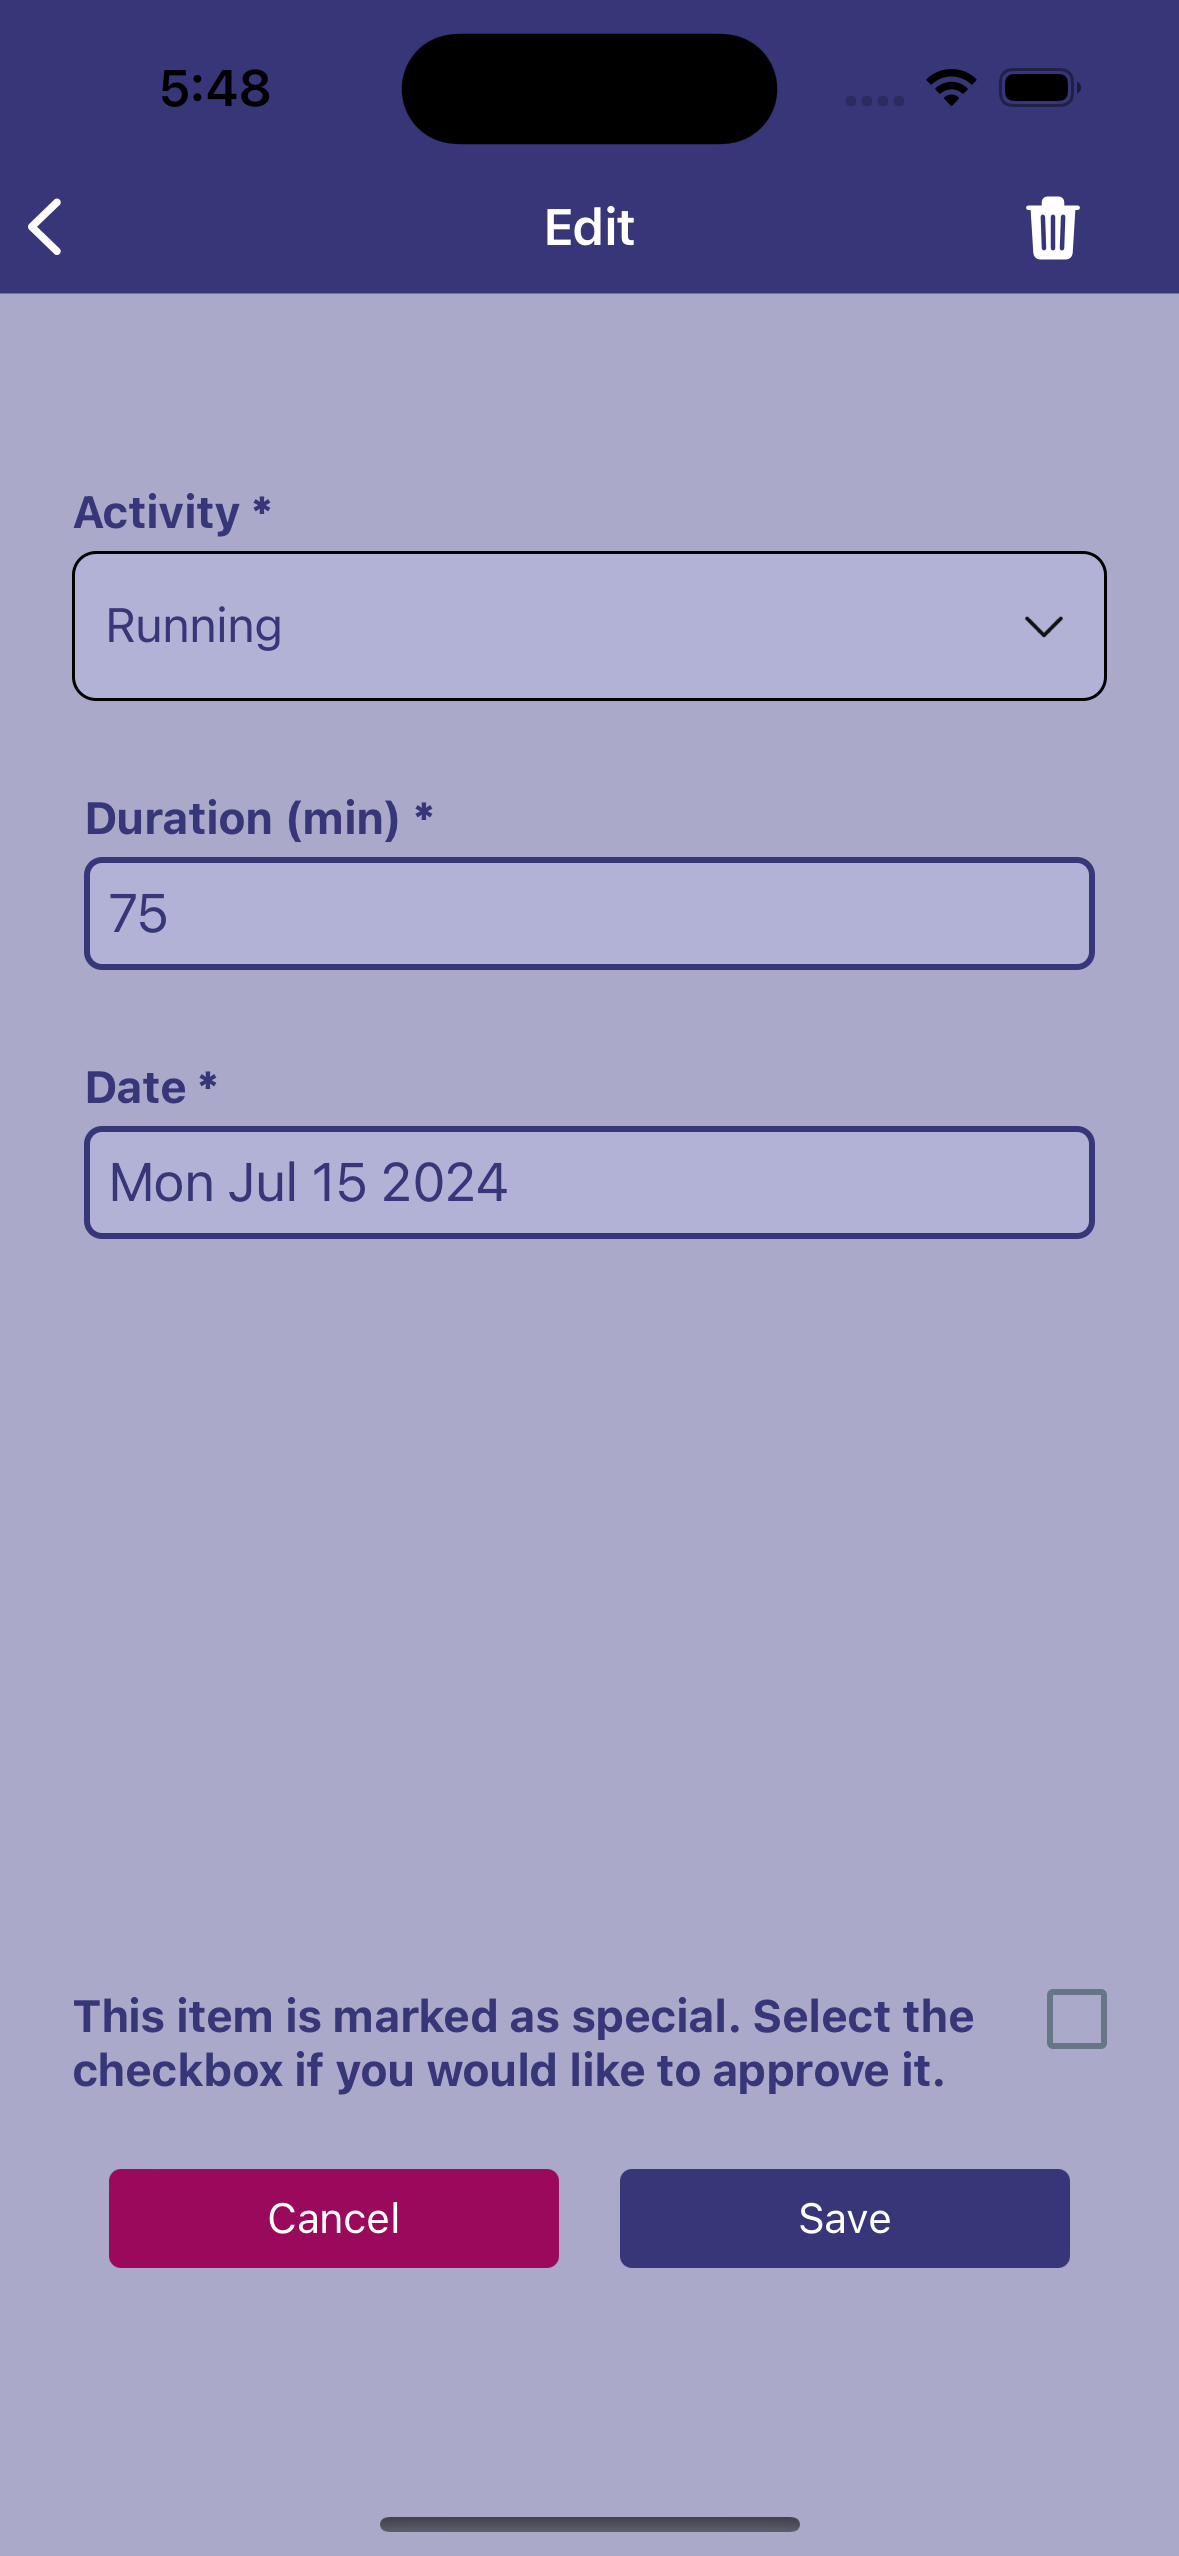 5:48
Edit
Activity *
Running
Duration (min) *
75
Date *
Mon Jul 15 2024
This item is marked as special. Select the
checkbox if you would like to approve it.
Cancel
Save